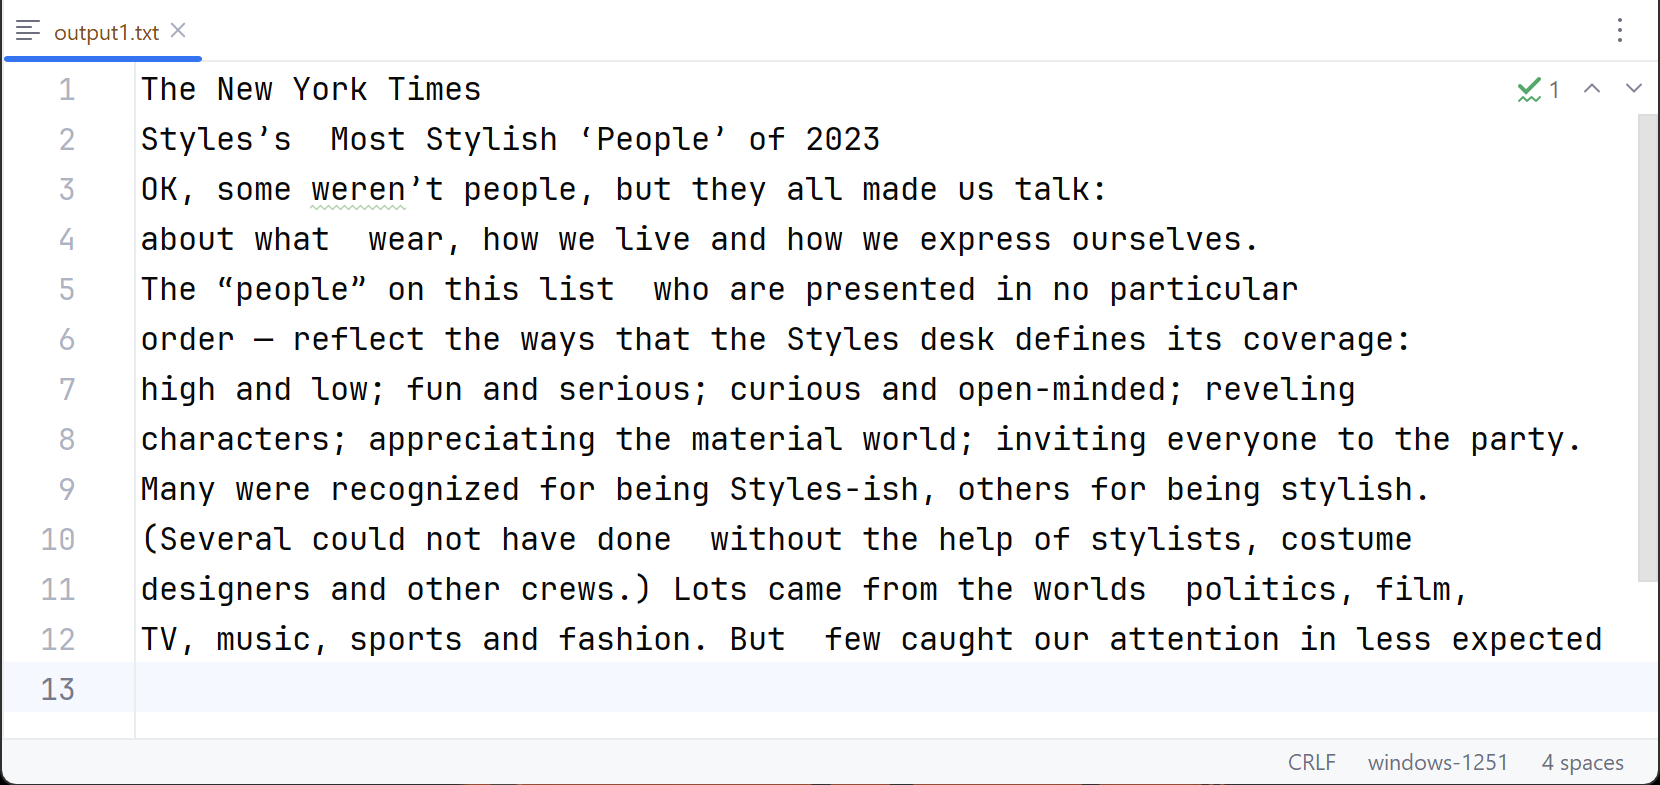 output1.txt
1 The New York Times
2 Styles’s  Most Stylish ‘People’ of 2023
3 OK, some weren’t people, but they all made us talk:
4 about what  wear, how we live and how we express ourselves.
5 The “people” on this list  who are presented in no particular
6 order — reflect the ways that the Styles desk defines its coverage:
7 high and low; fun and serious; curious and open-minded; reveling
8 characters; appreciating the material world; inviting everyone to the party.
9 Many were recognized for being Styles-ish, others for being stylish.
10 (Several could not have done  without the help of stylists, costume
11 designers and other crews.) Lots came from the worlds  politics, film,
12 TV, music, sports and fashion. But  few caught our attention in less expected
13
1
CRLF windows-1251 4 spaces